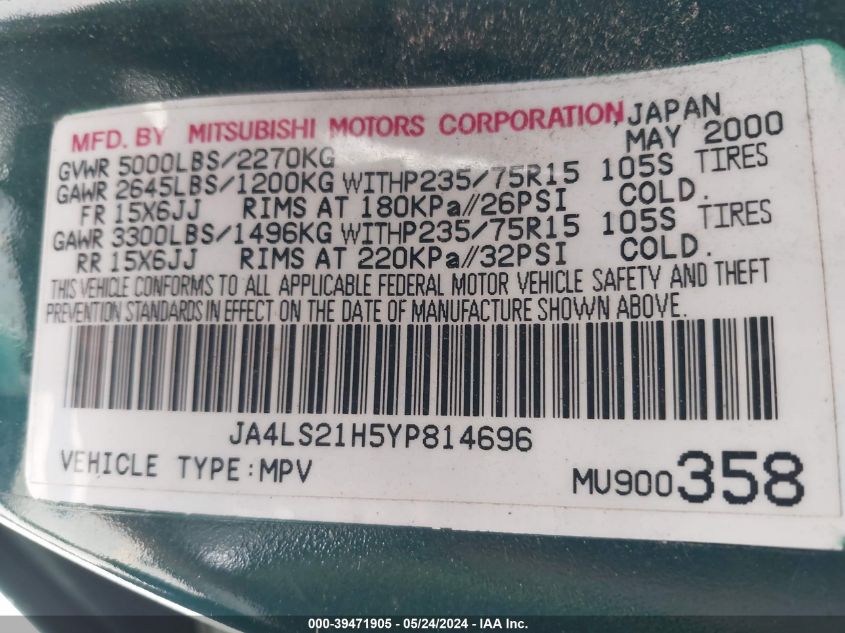 MFD. BY MITSUBISHI MOTORS CORPORATION, JAPAN
GVWR 5000LBS/2270KG MAY 2000
GAWR 2645LBS/1200KG WITHP235/75R15 105S TIRES
FR 15X6JJ RIMS AT 180KPa//26PSI COLD.
GAWR 3300LBS/1496KG WITHP235/75R15 105S TIRES
RR 15X6JJ RIMS AT 220KPa//32PSI COLD.
THIS VEHICLE CONFORMS TO ALL APPLICABLE FEDERAL MOTOR VEHICLE SAFETY AND THEFT
PREVENTION STANDARDS IN EFFECT ON THE DATE OF MANUFACTURE SHOWN ABOVE.
JA4LS21H5YP814696
VEHICLE TYPE:MPV
MU900358
000-39471905 - 05/24/2024 - IAAI.com